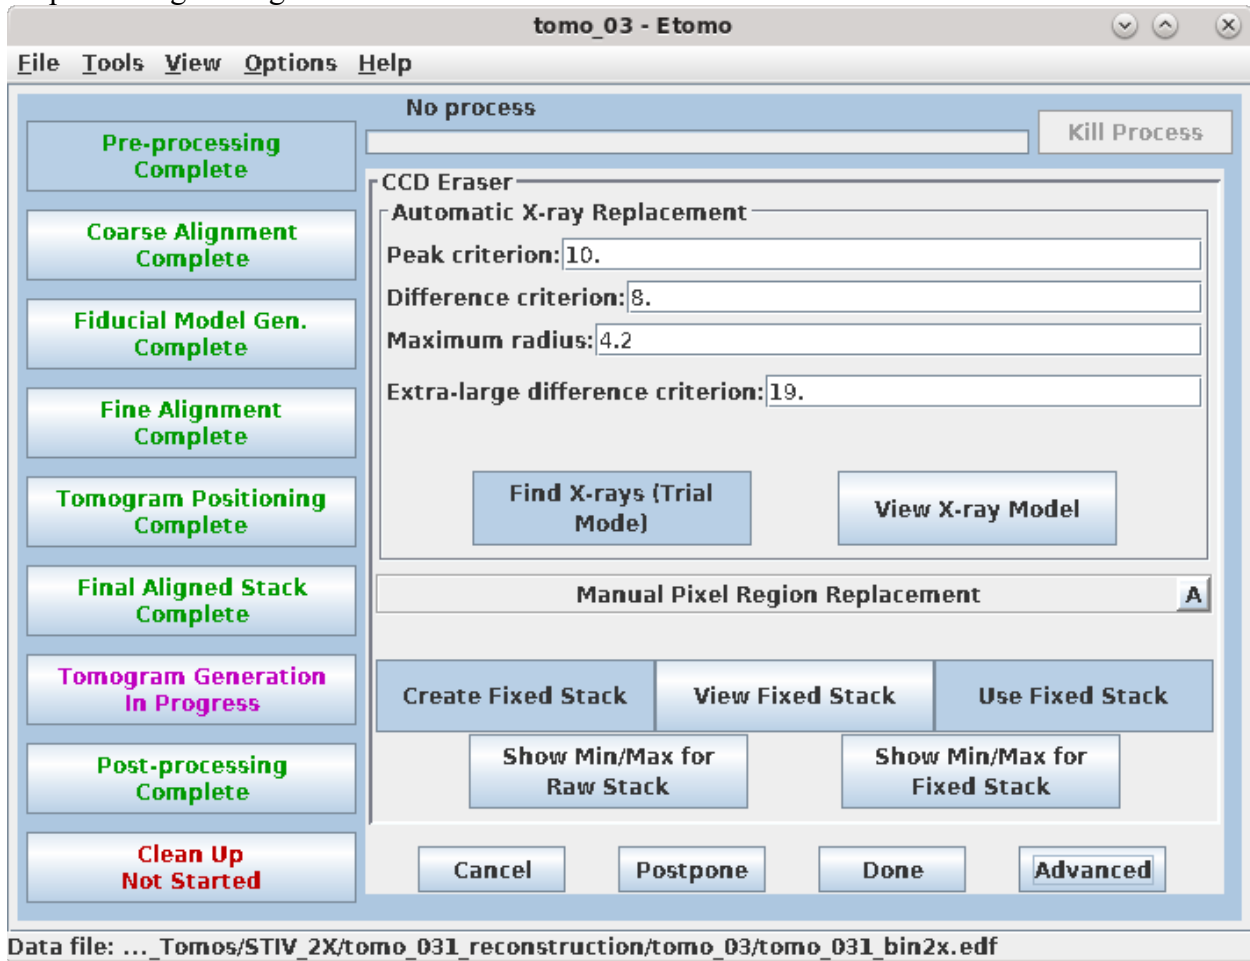 tomo_03 - Etomo
File Tools View Options Help
No process
Kill Process
Pre-processing
Complete
Coarse Alignment
Complete
Fiducial Model Gen.
Complete
Fine Alignment
Complete
Tomogram Positioning
Complete
Final Aligned Stack
Complete
Tomogram Generation
In Progress
Post-processing
Complete
Clean Up
Not Started
CCD Eraser
Automatic X-ray Replacement
Peak criterion: 10.
Difference criterion: 8.
Maximum radius: 4.2
Extra-large difference criterion: 19.
Find X-rays (Trial
Mode)
View X-ray Model
Manual Pixel Region Replacement A
Create Fixed Stack View Fixed Stack Use Fixed Stack
Show Min/Max for
Raw Stack
Show Min/Max for
Fixed Stack
Cancel Postpone Done Advanced
Data file: ..._Tomos/STIV_2X/tomo_031_reconstruction/tomo_03/tomo_031_bin2x.edf